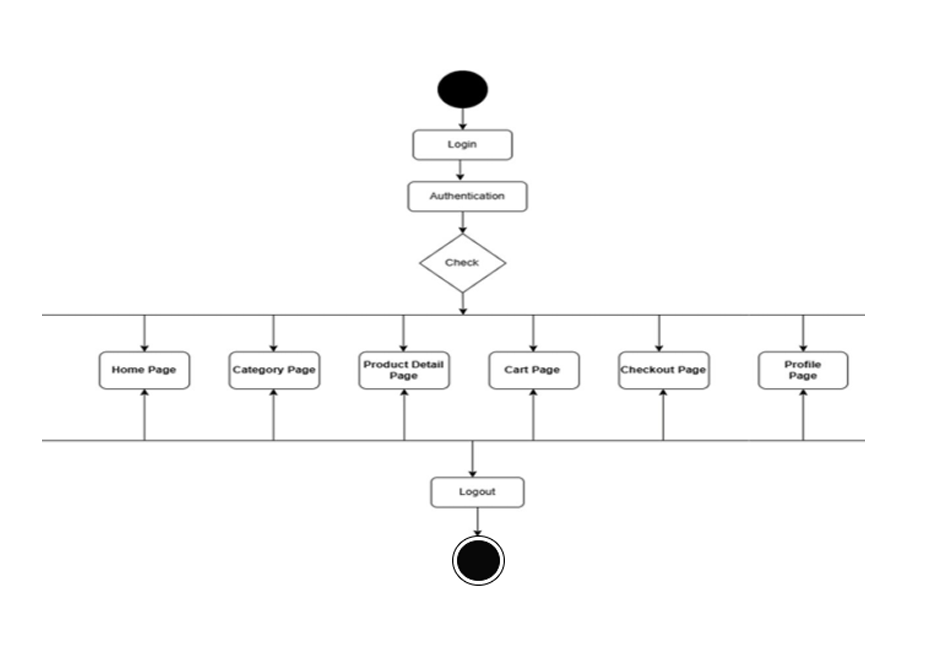 Login
Authentication
Check
Home Page
Category Page
Product Detail
Page
Cart Page
Checkout Page
Profile
Page
Logout